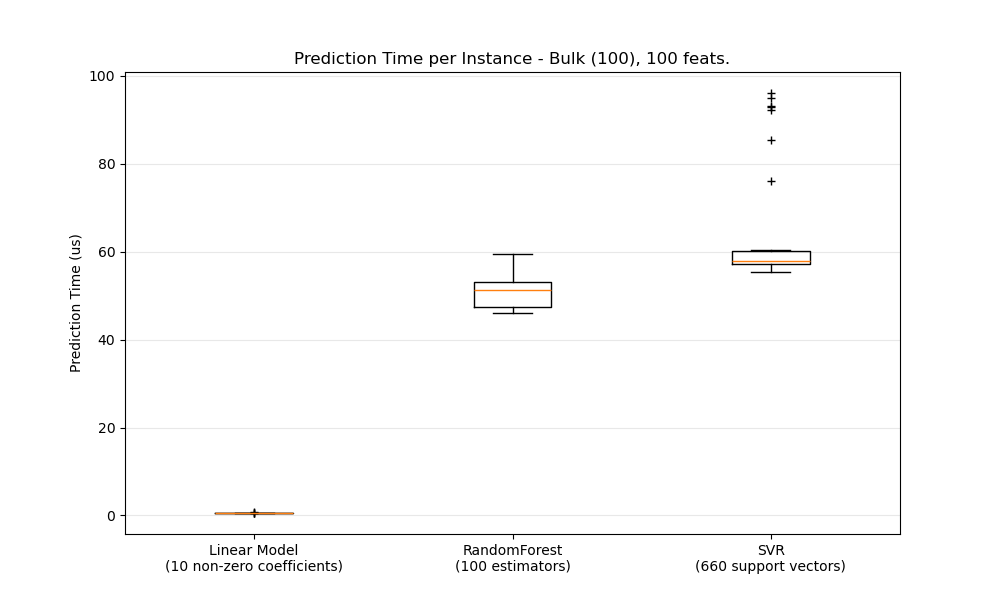 Prediction Time per Instance - Bulk (100), 100 feats.
Prediction Time (us)
100
80
60
40
20
0
Linear Model
(10 non-zero coefficients)
RandomForest
(100 estimators)
SVR
(660 support vectors)